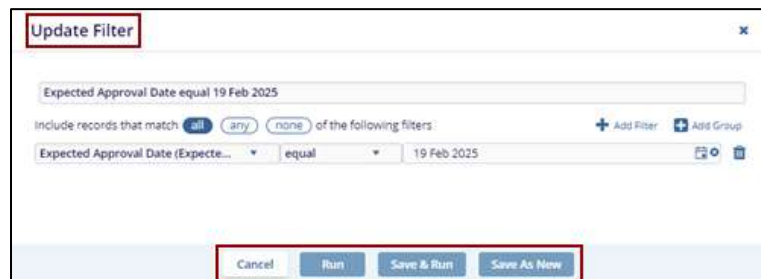 Update Filter
Expected Approval Date equal 19 Feb 2025
Include records that match all any none of the following filters
Add Filter Add Group
Expected Approval Date (Expecte... equal 19 Feb 2025
Cancel Run Save & Run Save As New